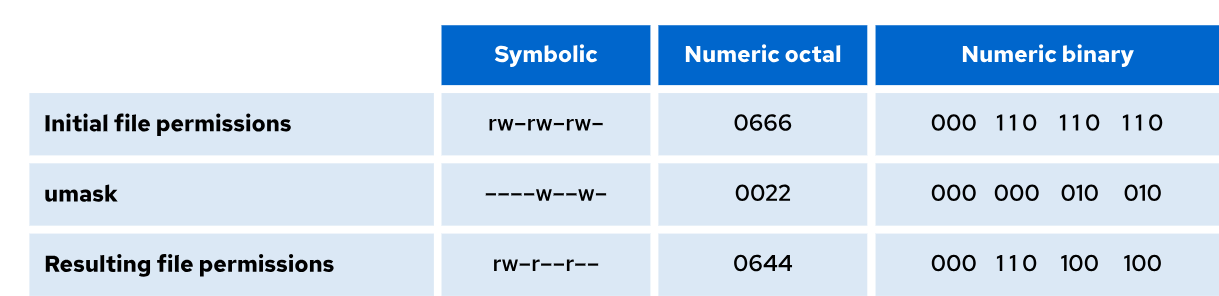 Symbolic Numeric octal Numeric binary
Initial file permissions rw-rw-rw- 0666 000 110 110 110
umask ----w--w- 0022 000 000 010 010
Resulting file permissions rw-r--r-- 0644 000 110 100 100